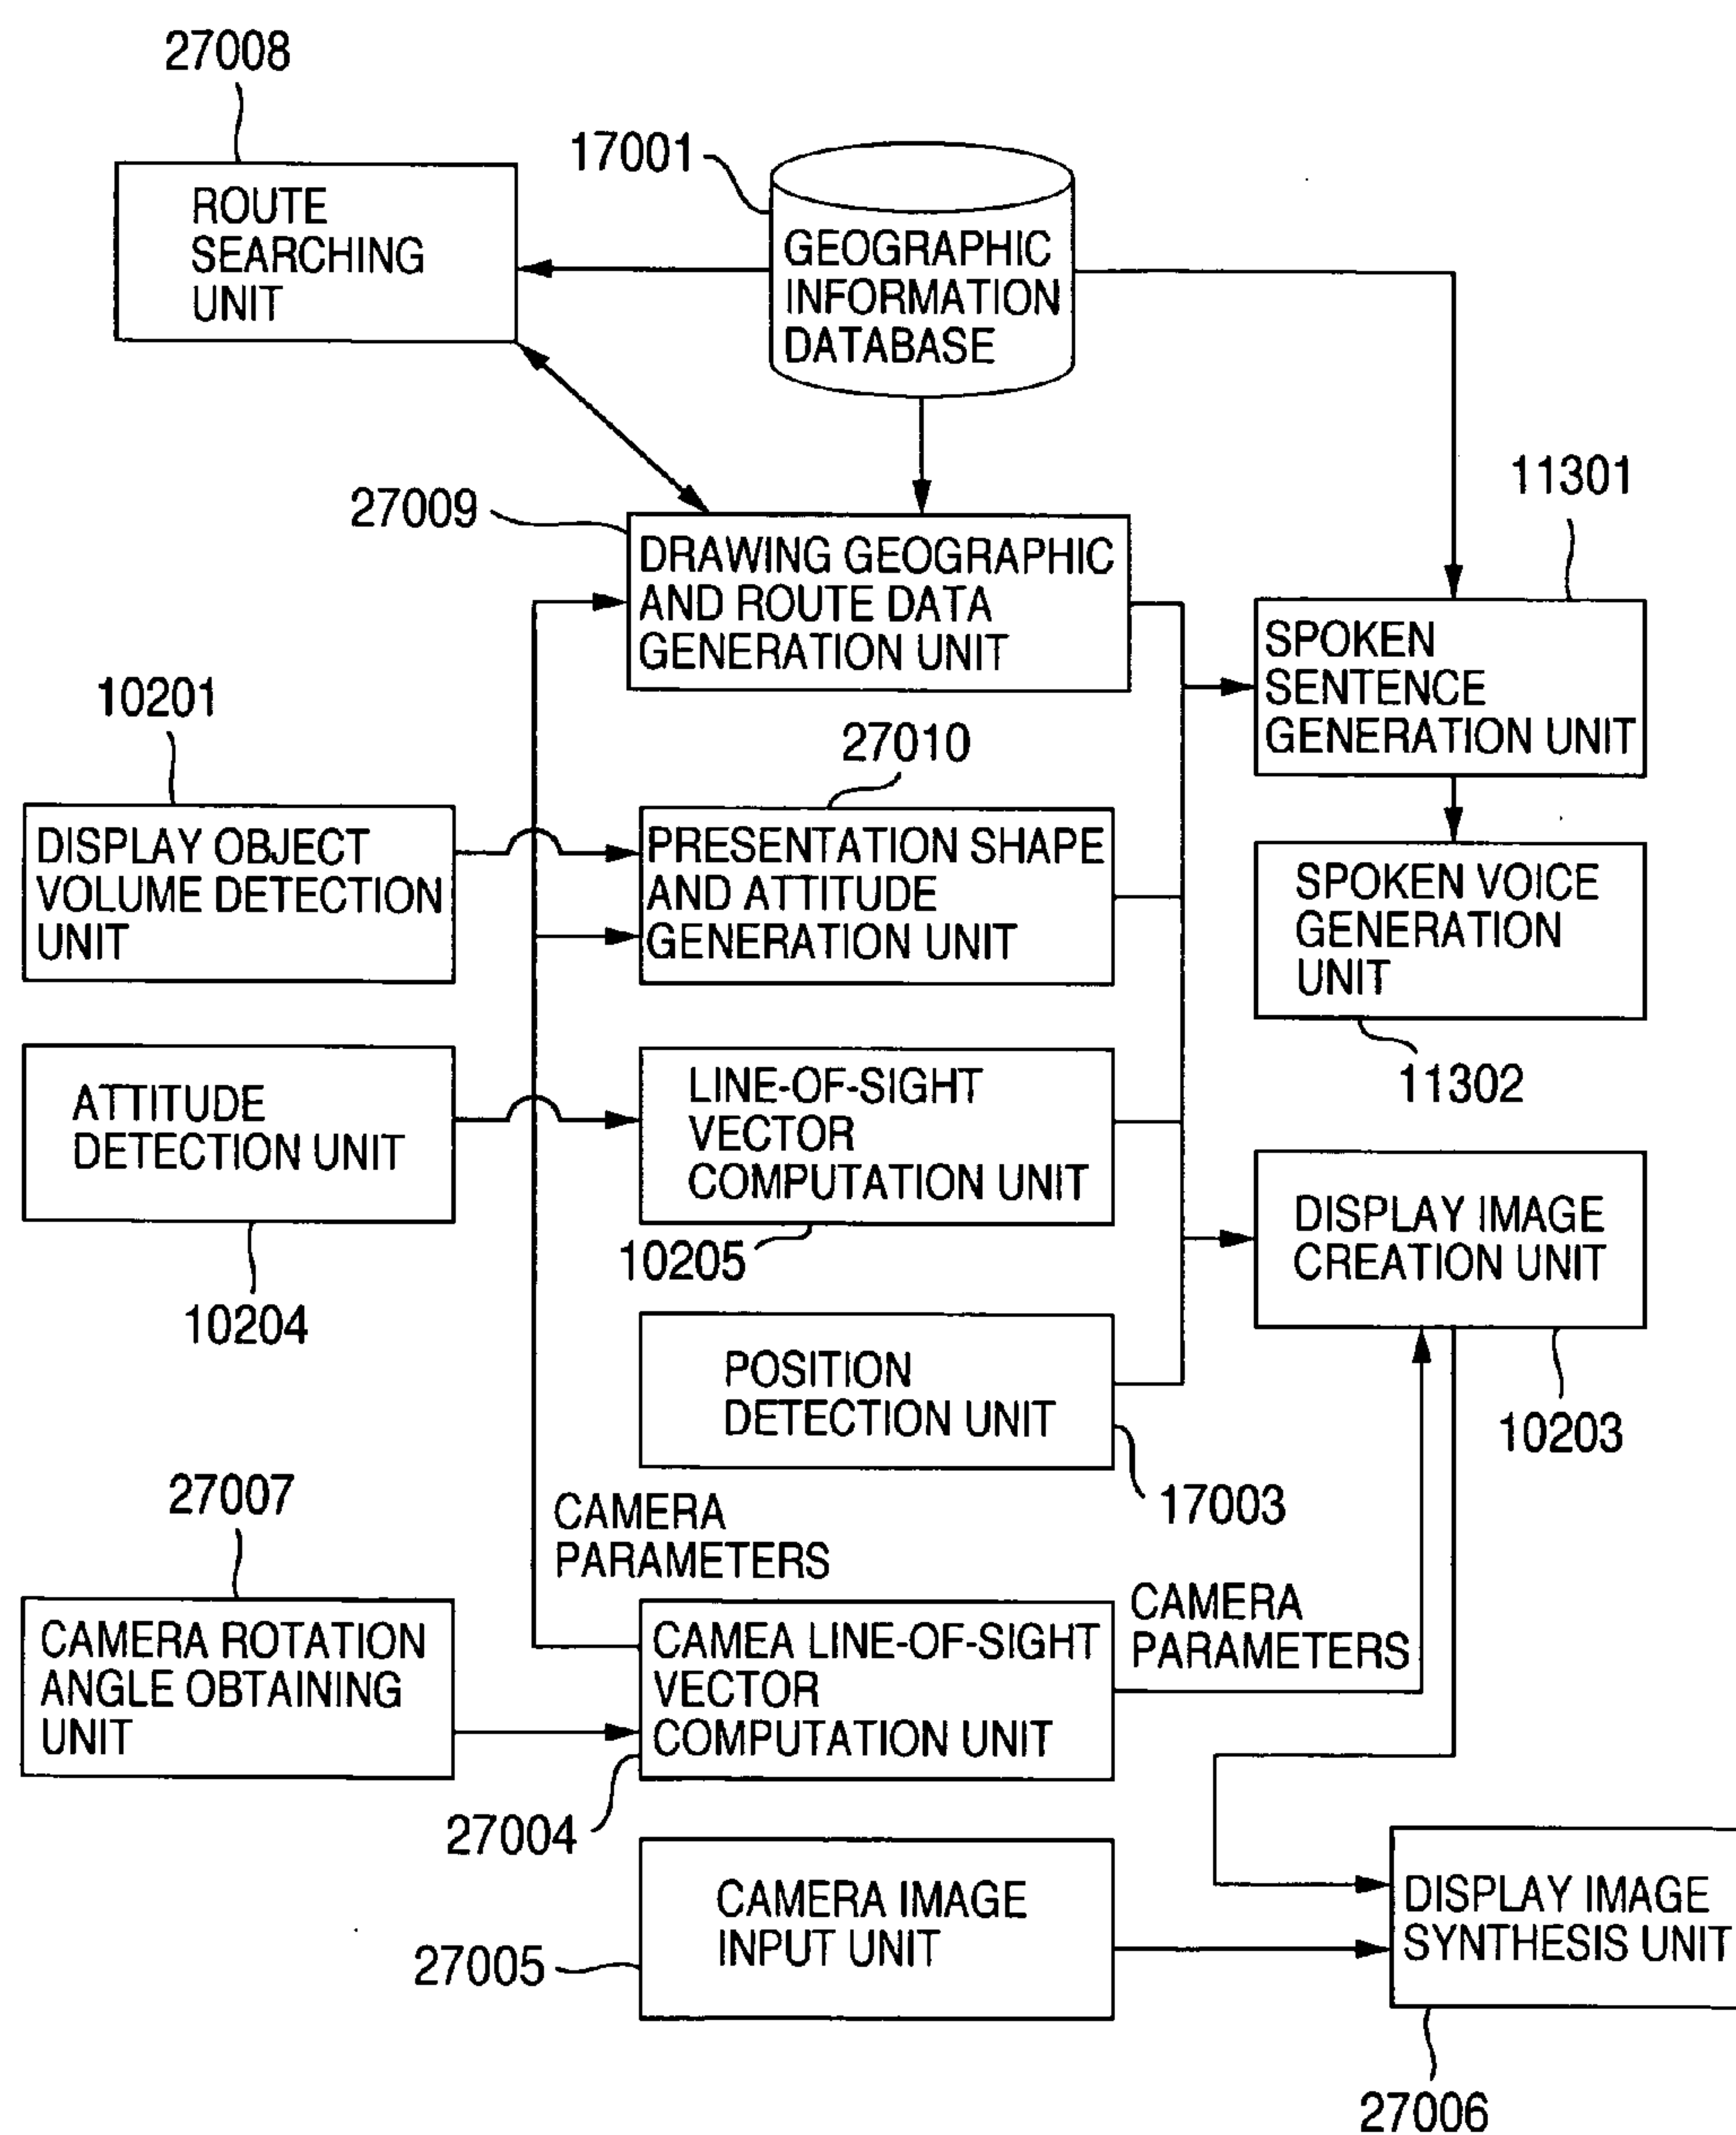 27008
17001
ROUTE
SEARCHING
UNIT
GEOGRAPHIC
INFORMATION
DATABASE
27009
11301
DRAWING GEOGRAPHIC
AND ROUTE DATA
GENERATION UNIT
SPOKEN
SENTENCE
GENERATION UNIT
10201
27010
DISPLAY OBJECT
VOLUME DETECTION
UNIT
PRESENTATION SHAPE
AND ATTITUDE
GENERATION UNIT
SPOKEN VOICE
GENERATION
UNIT
11302
ATTITUDE
DETECTION UNIT
LINE-OF-SIGHT
VECTOR
COMPUTATION UNIT
10204
10205
DISPLAY IMAGE
CREATION UNIT
10203
POSITION
DETECTION UNIT
17003
27007
CAMERA
PARAMETERS
CAMERA ROTATION
ANGLE OBTAINING
UNIT
CAMEA LINE-OF-SIGHT
VECTOR
COMPUTATION UNIT
CAMERA
PARAMETERS
27004
CAMERA IMAGE
INPUT UNIT
27005
DISPLAY IMAGE
SYNTHESIS UNIT
27006